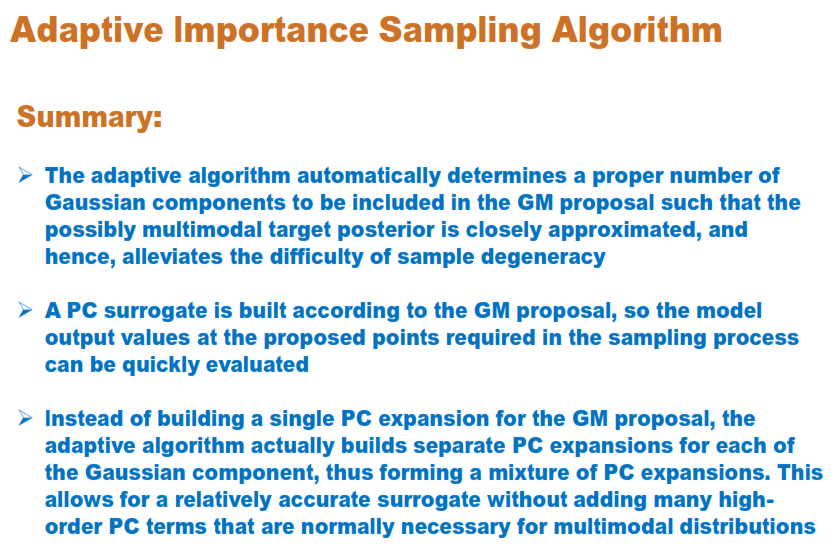 Adaptive Importance Sampling Algorithm
Summary:
➢ The adaptive algorithm automatically determines a proper number of
Gaussian components to be included in the GM proposal such that the
possibly multimodal target posterior is closely approximated, and
hence, alleviates the difficulty of sample degeneracy
➢ A PC surrogate is built according to the GM proposal, so the model
output values at the proposed points required in the sampling process
can be quickly evaluated
➢ Instead of building a single PC expansion for the GM proposal, the
adaptive algorithm actually builds separate PC expansions for each of
the Gaussian component, thus forming a mixture of PC expansions. This
allows for a relatively accurate surrogate without adding many high-
order PC terms that are normally necessary for multimodal distributions